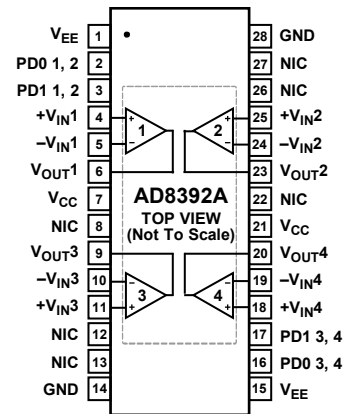 VEE 1 28 GND
PD0 1, 2 2 27 NIC
PD1 1, 2 3 26 NIC
+VIN1 4 + + 25 +VIN2
1 2
–VIN1 5 – – 24 –VIN2
VOUT1 6 23 VOUT2
VCC 7 AD8392A 22 NIC
NIC 8 TOP VIEW 21 VCC
(Not To Scale)
VOUT3 9 20 VOUT4
–VIN3 10 – – 19 –VIN4
3 4
+VIN3 11 + + 18 +VIN4
NIC 12 17 PD1 3, 4
NIC 13 16 PD0 3, 4
GND 14 15 VEE